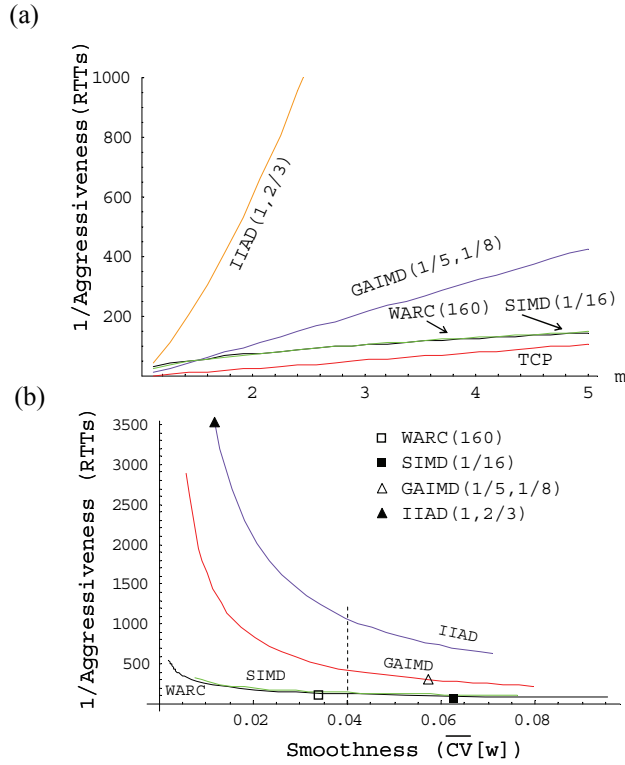 (a)
1/Aggressiveness(RTTs)
1000
800
600
400
200
IIAD(1,2/3)
GAIMD(1/5,1/8)
WARC(160)
SIMD(1/16)
TCP
2
3
4
5
m
(b)
1/Aggressiveness (RTTs)
3500
3000
2500
2000
1500
1000
500
WARC(160)
SIMD(1/16)
GAIMD(1/5,1/8)
IIAD(1,2/3)
IIAD
GAIMD
SIMD
WARC
0.02
0.04
0.06
0.08
Smoothness (CV[w])